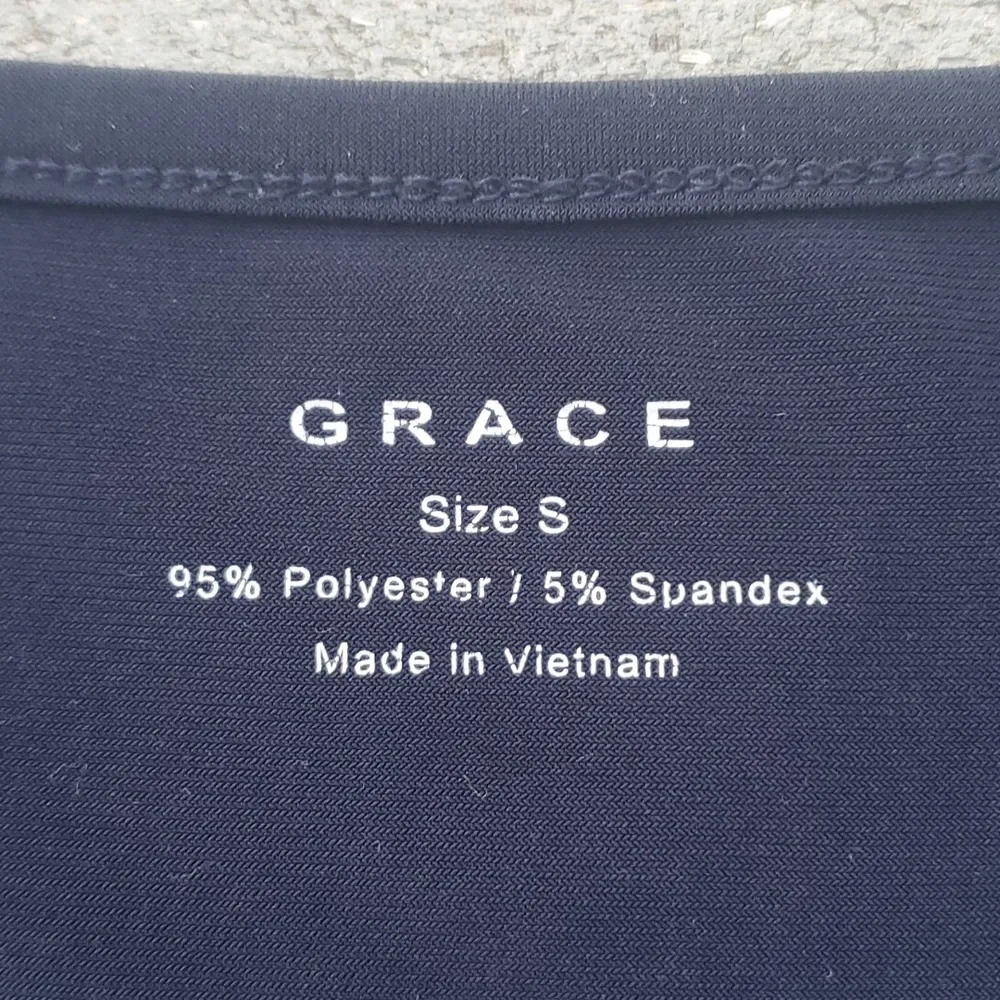 GRACE
Size S
95% Polyester / 5% Spandex
Made in Vietnam